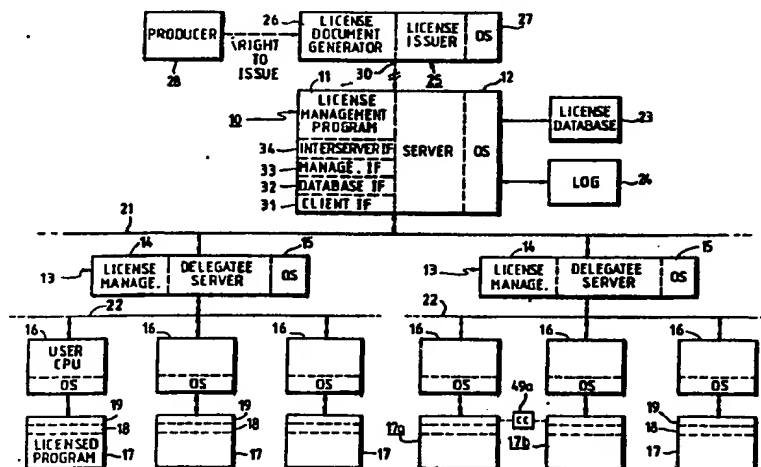 26 LICENSE DOCUMENT GENERATOR
LICENSE ISSUER
OS 27
PRODUCER
28
RIGHT TO ISSUE
30
25
11
12
10
LICENSE MANAGEMENT PROGRAM
34 INTERSERVER IF
33 MANAGE. IF
32 DATABASE IF
31 CLIENT IF
SERVER
OS
LICENSE DATABASE 23
LOG 24
21
14 15
13 LICENSE MANAGE. DELEGATEE SERVER OS
14 15
13 LICENSE MANAGE. DELEGATEE SERVER OS
22 22
16 16 16 16 16 16
USER CPU
OS OS OS OS OS OS
19 19 49a 19
18 18 17a CC 18
LICENSED PROGRAM 17 17 17 17b 17